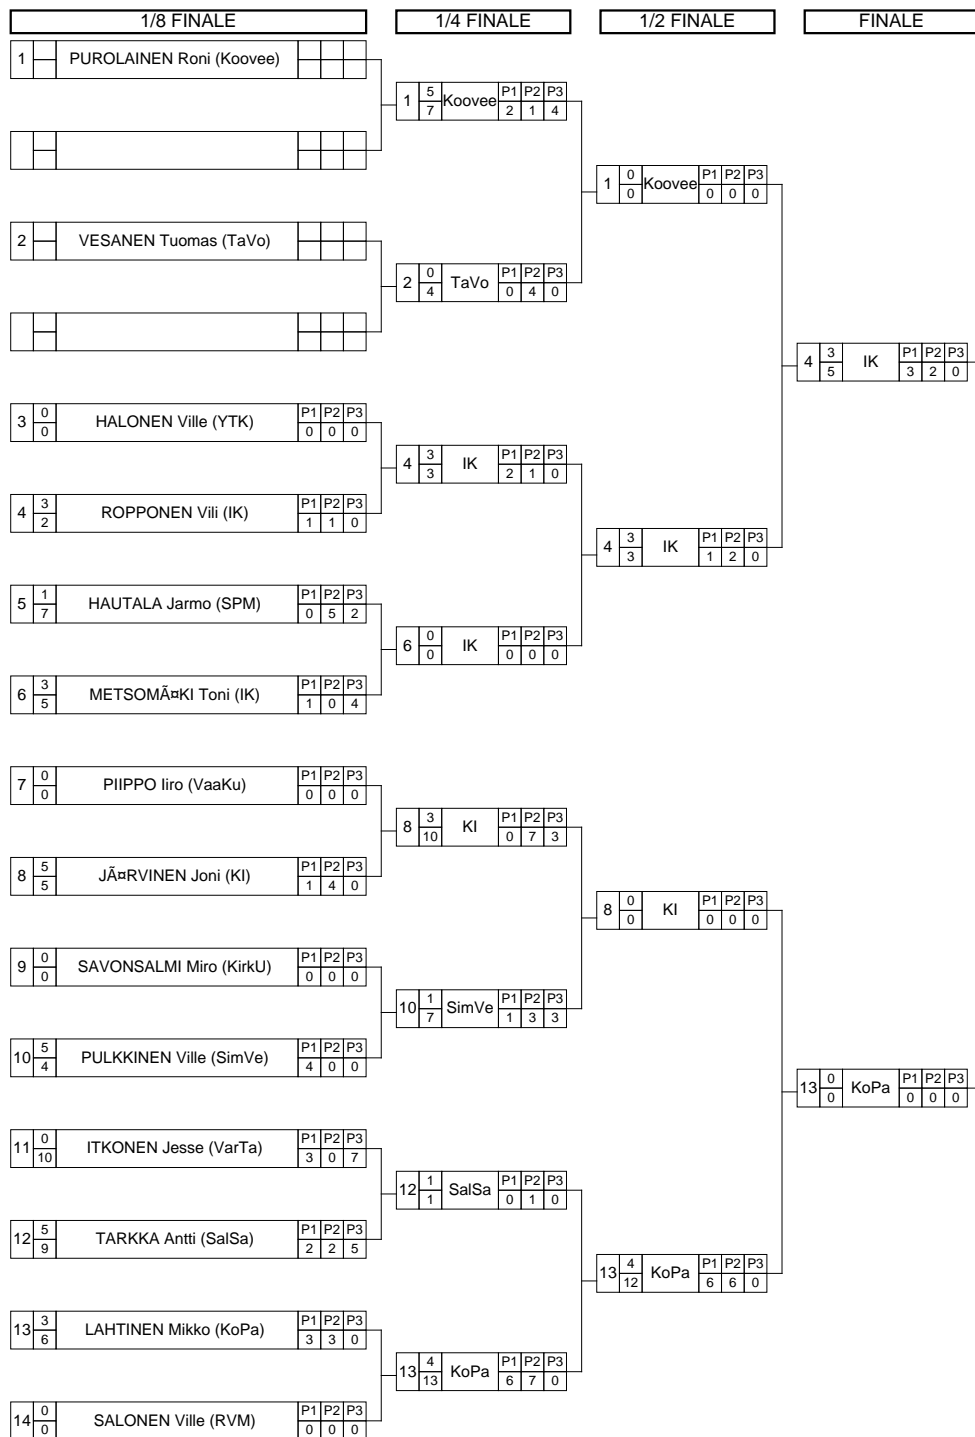 1/8 FINALE 1/4 FINALE 1/2 FINALE FINALE
1 PUROLAINEN Roni (Koovee)
1 5 7 Koovee P1 P2 P3 2 1 4
1 0 0 Koovee P1 P2 P3 0 0 0
2 VESANEN Tuomas (TaVo)
2 0 4 TaVo P1 P2 P3 0 4 0
4 3 5 IK P1 P2 P3 3 2 0
3 0 0 HALONEN Ville (YTK) P1 P2 P3 0 0 0
4 3 3 IK P1 P2 P3 2 1 0
4 3 2 ROPPONEN Vili (IK) P1 P2 P3 1 1 0
4 3 3 IK P1 P2 P3 1 2 0
5 1 7 HAUTALA Jarmo (SPM) P1 P2 P3 0 5 2
6 0 0 IK P1 P2 P3 0 0 0
6 3 5 METSOMÃ¤KI Toni (IK) P1 P2 P3 1 0 4
7 0 0 PIIPPO Iiro (VaaKu) P1 P2 P3 0 0 0
8 3 10 KI P1 P2 P3 0 7 3
8 5 5 JÃ¤RVINEN Joni (KI) P1 P2 P3 1 4 0
8 0 0 KI P1 P2 P3 0 0 0
9 0 0 SAVONSALMI Miro (KirkU) P1 P2 P3 0 0 0
10 1 7 SimVe P1 P2 P3 1 3 3
10 5 4 PULKKINEN Ville (SimVe) P1 P2 P3 4 0 0
13 0 0 KoPa P1 P2 P3 0 0 0
11 0 10 ITKONEN Jesse (VarTa) P1 P2 P3 3 0 7
12 1 1 SalSa P1 P2 P3 0 1 0
12 5 9 TARKKA Antti (SalSa) P1 P2 P3 2 2 5
13 4 12 KoPa P1 P2 P3 6 6 0
13 3 6 LAHTINEN Mikko (KoPa) P1 P2 P3 3 3 0
13 4 13 KoPa P1 P2 P3 6 7 0
14 0 0 SALONEN Ville (RVM) P1 P2 P3 0 0 0